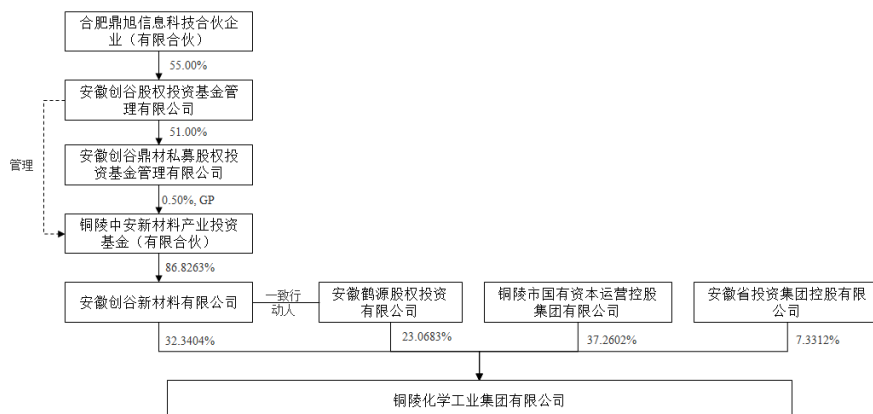 合肥鼎旭信息科技合伙企
业（有限合伙）
55.00%
安徽创谷股权投资基金管
理有限公司
51.00%
管理
安徽创谷鼎材私募股权投
资基金管理有限公司
0.50%, GP
铜陵中安新材料产业投资
基金（有限合伙）
86.8263%
安徽创谷新材料有限公司
一致行
动人
安徽鹤源股权投资
有限公司
铜陵市国有资本运营控股
集团有限公司
安徽省投资集团控股有限
公司
32.3404%
23.0683%
37.2602%
7.3312%
铜陵化学工业集团有限公司